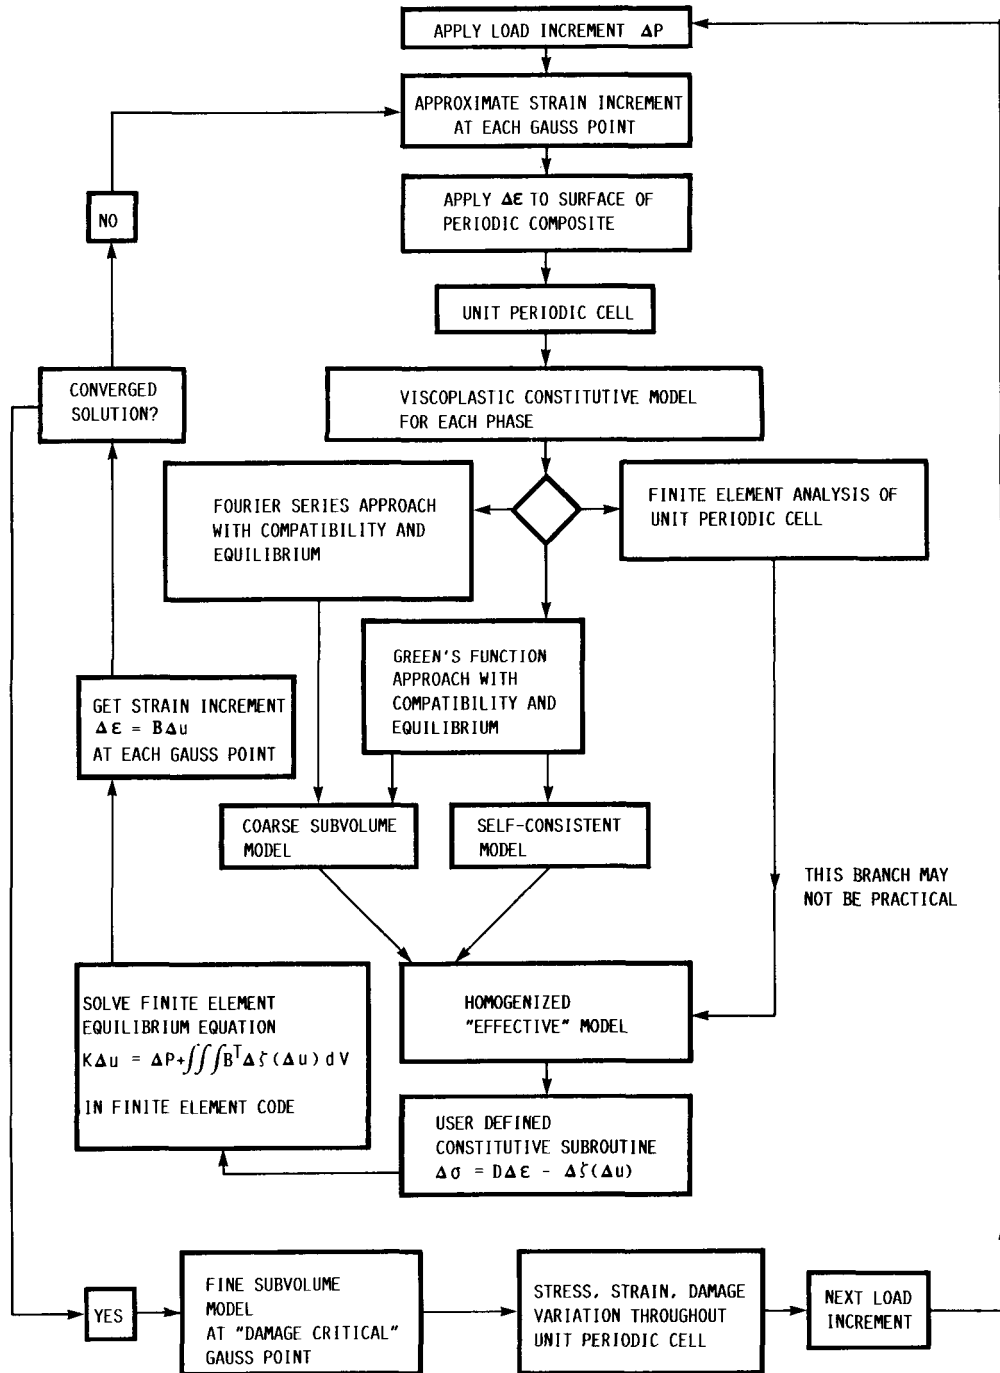 APPLY LOAD INCREMENT ΔP
APPROXIMATE STRAIN INCREMENT
AT EACH GAUSS POINT
NO
APPLY Δε TO SURFACE OF
PERIODIC COMPOSITE
UNIT PERIODIC CELL
CONVERGED
SOLUTION?
VISCOPLASTIC CONSTITUTIVE MODEL
FOR EACH PHASE
FOURIER SERIES APPROACH
WITH COMPATIBILITY AND
EQUILIBRIUM
FINITE ELEMENT ANALYSIS OF
UNIT PERIODIC CELL
GREEN'S FUNCTION
APPROACH WITH
COMPATIBILITY AND
EQUILIBRIUM
GET STRAIN INCREMENT
Δε = BΔu
AT EACH GAUSS POINT
COARSE SUBVOLUME
MODEL
SELF-CONSISTENT
MODEL
THIS BRANCH MAY
NOT BE PRACTICAL
SOLVE FINITE ELEMENT
EQUILIBRIUM EQUATION
KΔu = ΔP+∫∫∫BᵀΔζ(Δu)dV
IN FINITE ELEMENT CODE
HOMOGENIZED
"EFFECTIVE" MODEL
USER DEFINED
CONSTITUTIVE SUBROUTINE
Δσ = DΔε - Δζ(Δu)
YES
FINE SUBVOLUME
MODEL
AT "DAMAGE CRITICAL"
GAUSS POINT
STRESS, STRAIN, DAMAGE
VARIATION THROUGHOUT
UNIT PERIODIC CELL
NEXT LOAD
INCREMENT